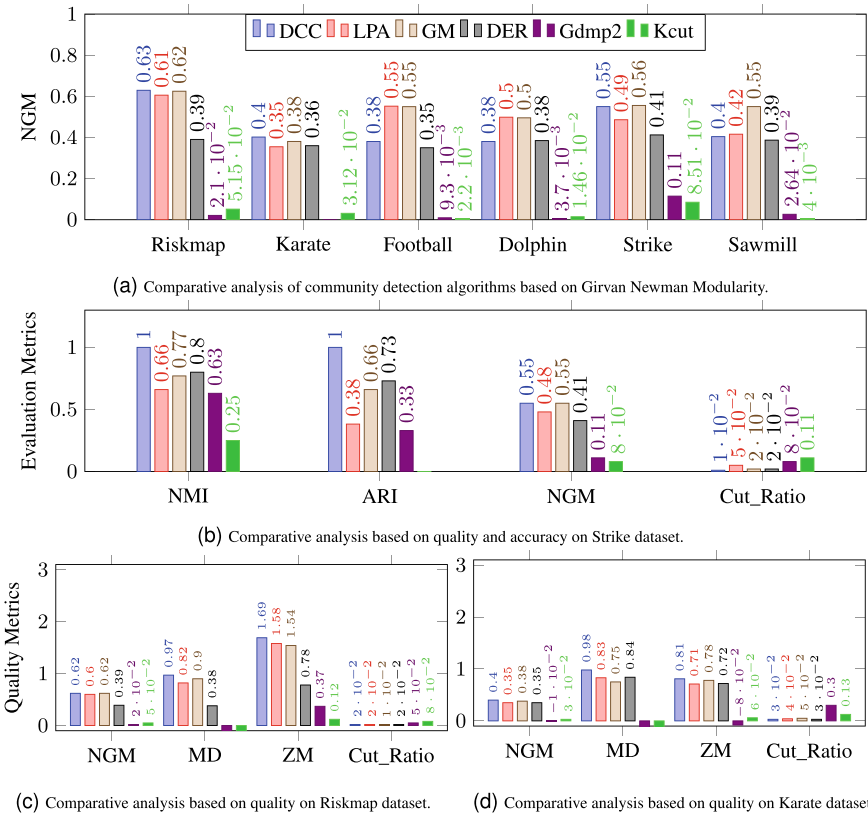 1
0.8
0.6
0.4
0.2
0
NGM
DCC LPA GM DER Gdmp2 Kcut
0.63 0.61 0.62 0.39 2.1 · 10−2 5.15 · 10−2
0.4 0.35 0.38 0.36 3.12 · 10−2
0.38 0.55 0.55 0.35 9.3 · 10−3 2.2 · 10−3
0.38 0.5 0.5 0.38 3.7 · 10−3 1.46 · 10−2
0.55 0.49 0.56 0.41 0.11 8.51 · 10−2
0.4 0.42 0.55 0.39 2.64 · 10−2 4 · 10−3
Riskmap Karate Football Dolphin Strike Sawmill
(a) Comparative analysis of community detection algorithms based on Girvan Newman Modularity.
1
0.5
0
Evaluation Metrics
1 0.66 0.77 0.8 0.63 0.25
1 0.38 0.66 0.73 0.33
0.55 0.48 0.55 0.41 0.11 8 · 10−2
1 · 10−2 5 · 10−2 2 · 10−2 2 · 10−2 8 · 10−2 0.11
NMI ARI NGM Cut_Ratio
(b) Comparative analysis based on quality and accuracy on Strike dataset.
3
2
1
0
Quality Metrics
0.62 0.6 0.62 0.39 2 · 10−2 5 · 10−2
0.97 0.82 0.9 0.38
1.69 1.58 1.54 0.78 0.37 0.12
2 · 10−2 2 · 10−2 1 · 10−2 2 · 10−2 5 · 10−2 8 · 10−2
NGM MD ZM Cut_Ratio
(c) Comparative analysis based on quality on Riskmap dataset.
3
2
1
0
0.4 0.35 0.38 0.35 −1 · 10−2 3 · 10−2
0.98 0.83 0.75 0.84
0.81 0.71 0.78 0.72 −8 · 10−2 6 · 10−2
3 · 10−2 4 · 10−2 5 · 10−2 3 · 10−2 0.3 0.13
NGM MD ZM Cut_Ratio
(d) Comparative analysis based on quality on Karate dataset